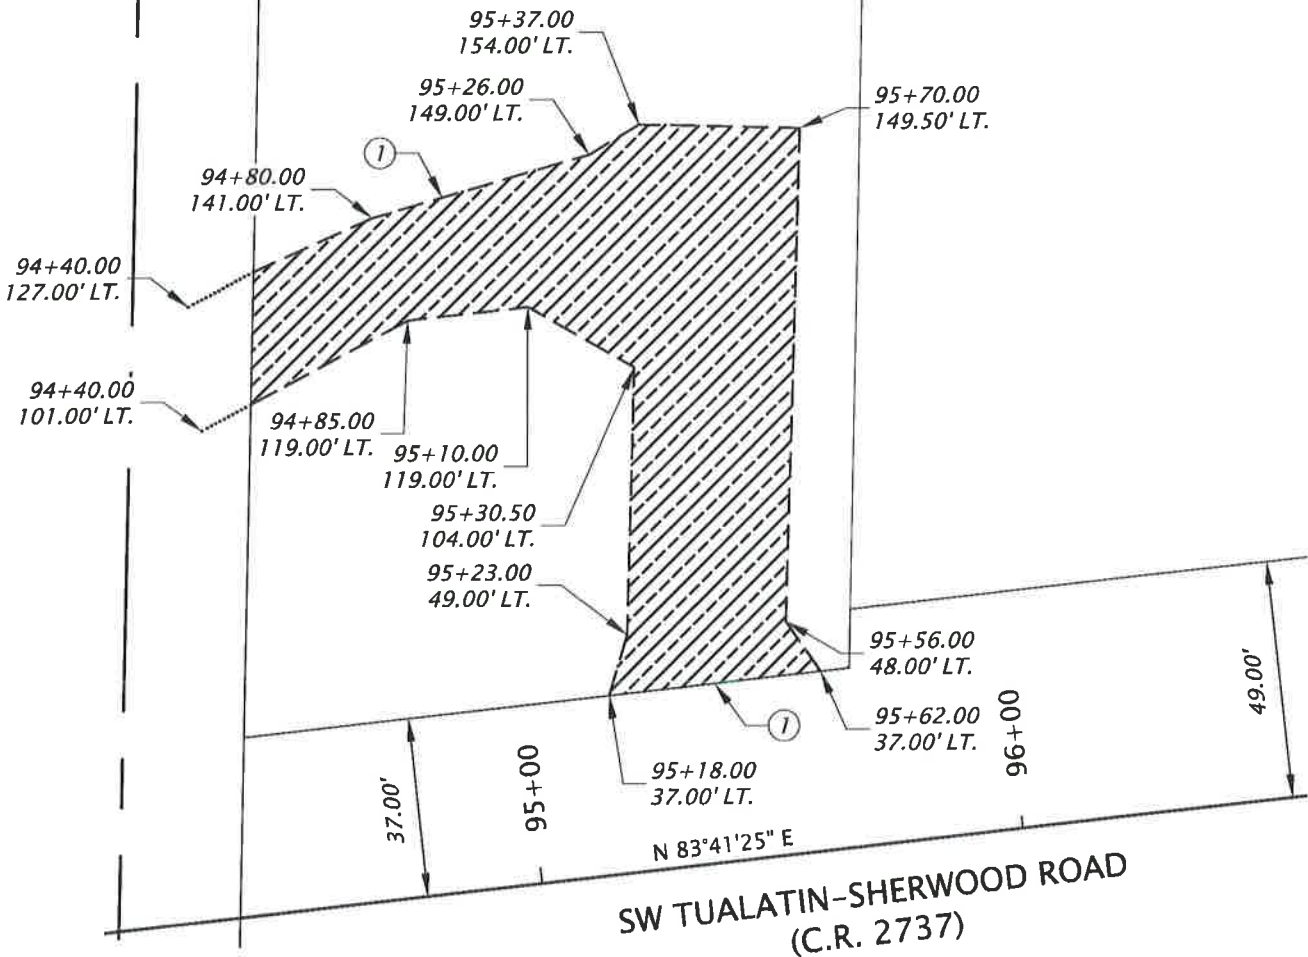 95+37.00
154.00' LT.
95+26.00
149.00' LT.
95+70.00
149.50' LT.
1
94+80.00
141.00' LT.
94+40.00
127.00' LT.
94+40.00
101.00' LT.
94+85.00
119.00' LT.
95+10.00
119.00' LT.
95+30.50
104.00' LT.
95+23.00
49.00' LT.
95+56.00
48.00' LT.
49.00'
95+62.00
37.00' LT.
1
96+00
95+18.00
37.00' LT.
95+00
37.00'
N 83°41'25" E
SW TUALATIN-SHERWOOD ROAD
(C.R. 2737)